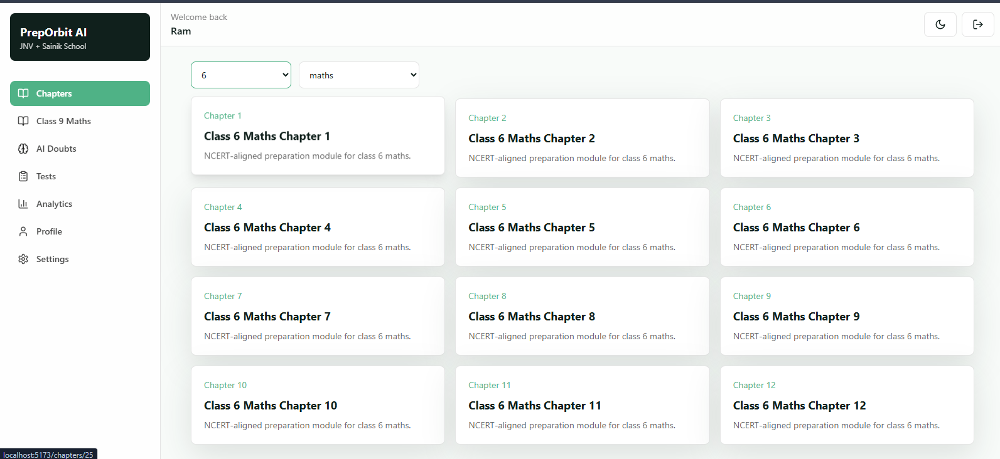 PrepOrbit AI
JNV + Sainik School
Chapters
Class 9 Maths
AI Doubts
Tests
Analytics
Profile
Settings
Welcome back
Ram
6
maths
Chapter 1
Class 6 Maths Chapter 1
NCERT-aligned preparation module for class 6 maths.
Chapter 2
Class 6 Maths Chapter 2
NCERT-aligned preparation module for class 6 maths.
Chapter 3
Class 6 Maths Chapter 3
NCERT-aligned preparation module for class 6 maths.
Chapter 4
Class 6 Maths Chapter 4
NCERT-aligned preparation module for class 6 maths.
Chapter 5
Class 6 Maths Chapter 5
NCERT-aligned preparation module for class 6 maths.
Chapter 6
Class 6 Maths Chapter 6
NCERT-aligned preparation module for class 6 maths.
Chapter 7
Class 6 Maths Chapter 7
NCERT-aligned preparation module for class 6 maths.
Chapter 8
Class 6 Maths Chapter 8
NCERT-aligned preparation module for class 6 maths.
Chapter 9
Class 6 Maths Chapter 9
NCERT-aligned preparation module for class 6 maths.
Chapter 10
Class 6 Maths Chapter 10
NCERT-aligned preparation module for class 6 maths.
Chapter 11
Class 6 Maths Chapter 11
NCERT-aligned preparation module for class 6 maths.
Chapter 12
Class 6 Maths Chapter 12
NCERT-aligned preparation module for class 6 maths.
localhost:5173/chapters/25